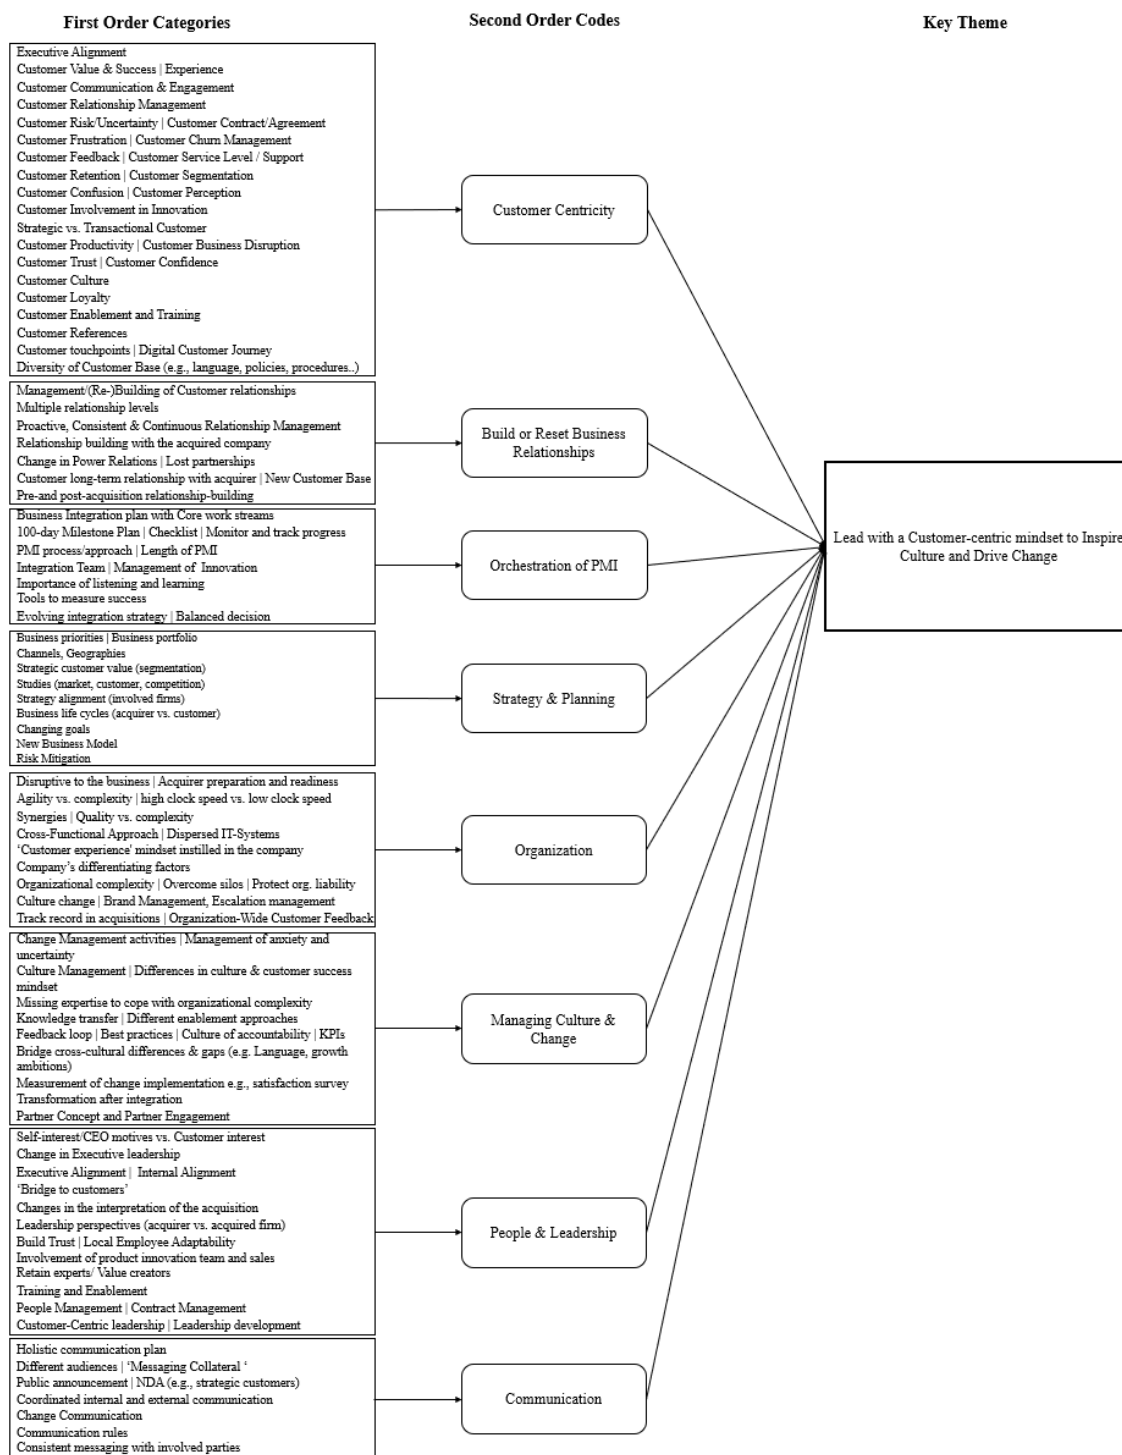 First Order Categories
Second Order Codes
Key Theme
Executive Alignment
Customer Value & Success | Experience
Customer Communication & Engagement
Customer Relationship Management
Customer Risk/Uncertainty | Customer Contract/Agreement
Customer Frustration | Customer Churn Management
Customer Feedback | Customer Service Level / Support
Customer Retention | Customer Segmentation
Customer Confusion | Customer Perception
Customer Involvement in Innovation
Strategic vs. Transactional Customer
Customer Productivity | Customer Business Disruption
Customer Trust | Customer Confidence
Customer Culture
Customer Loyalty
Customer Enablement and Training
Customer References
Customer touchpoints | Digital Customer Journey
Diversity of Customer Base (e.g., language, policies, procedures..)
Customer Centricity
Management/(Re-)Building of Customer relationships
Multiple relationship levels
Proactive, Consistent & Continuous Relationship Management
Relationship building with the acquired company
Change in Power Relations | Lost partnerships
Customer long-term relationship with acquirer | New Customer Base
Pre-and post-acquisition relationship-building
Build or Reset Business
Relationships
Business Integration plan with Core work streams
100-day Milestone Plan | Checklist | Monitor and track progress
PMI process/approach | Length of PMI
Integration Team | Management of Innovation
Importance of listening and learning
Tools to measure success
Evolving integration strategy | Balanced decision
Orchestration of PMI
Lead with a Customer-centric mindset to Inspire
Culture and Drive Change
Business priorities | Business portfolio
Channels, Geographies
Strategic customer value (segmentation)
Studies (market, customer, competition)
Strategy alignment (involved firms)
Business life cycles (acquirer vs. customer)
Changing goals
New Business Model
Risk Mitigation
Strategy & Planning
Disruptive to the business | Acquirer preparation and readiness
Agility vs. complexity | high clock speed vs. low clock speed
Synergies | Quality vs. complexity
Cross-Functional Approach | Dispersed IT-Systems
‘Customer experience' mindset instilled in the company
Company’s differentiating factors
Organizational complexity | Overcome silos | Protect org. liability
Culture change | Brand Management, Escalation management
Track record in acquisitions | Organization-Wide Customer Feedback
Organization
Change Management activities | Management of anxiety and
uncertainty
Culture Management | Differences in culture & customer success
mindset
Missing expertise to cope with organizational complexity
Knowledge transfer | Different enablement approaches
Feedback loop | Best practices | Culture of accountability | KPIs
Bridge cross-cultural differences & gaps (e.g. Language, growth
ambitions)
Measurement of change implementation e.g., satisfaction survey
Transformation after integration
Partner Concept and Partner Engagement
Managing Culture &
Change
Self-interest/CEO motives vs. Customer interest
Change in Executive leadership
Executive Alignment | Internal Alignment
‘Bridge to customers’
Changes in the interpretation of the acquisition
Leadership perspectives (acquirer vs. acquired firm)
Build Trust | Local Employee Adaptability
Involvement of product innovation team and sales
Retain experts/ Value creators
Training and Enablement
People Management | Contract Management
Customer-Centric leadership | Leadership development
People & Leadership
Holistic communication plan
Different audiences | ‘Messaging Collateral ‘
Public announcement | NDA (e.g., strategic customers)
Coordinated internal and external communication
Change Communication
Communication rules
Consistent messaging with involved parties
Communication